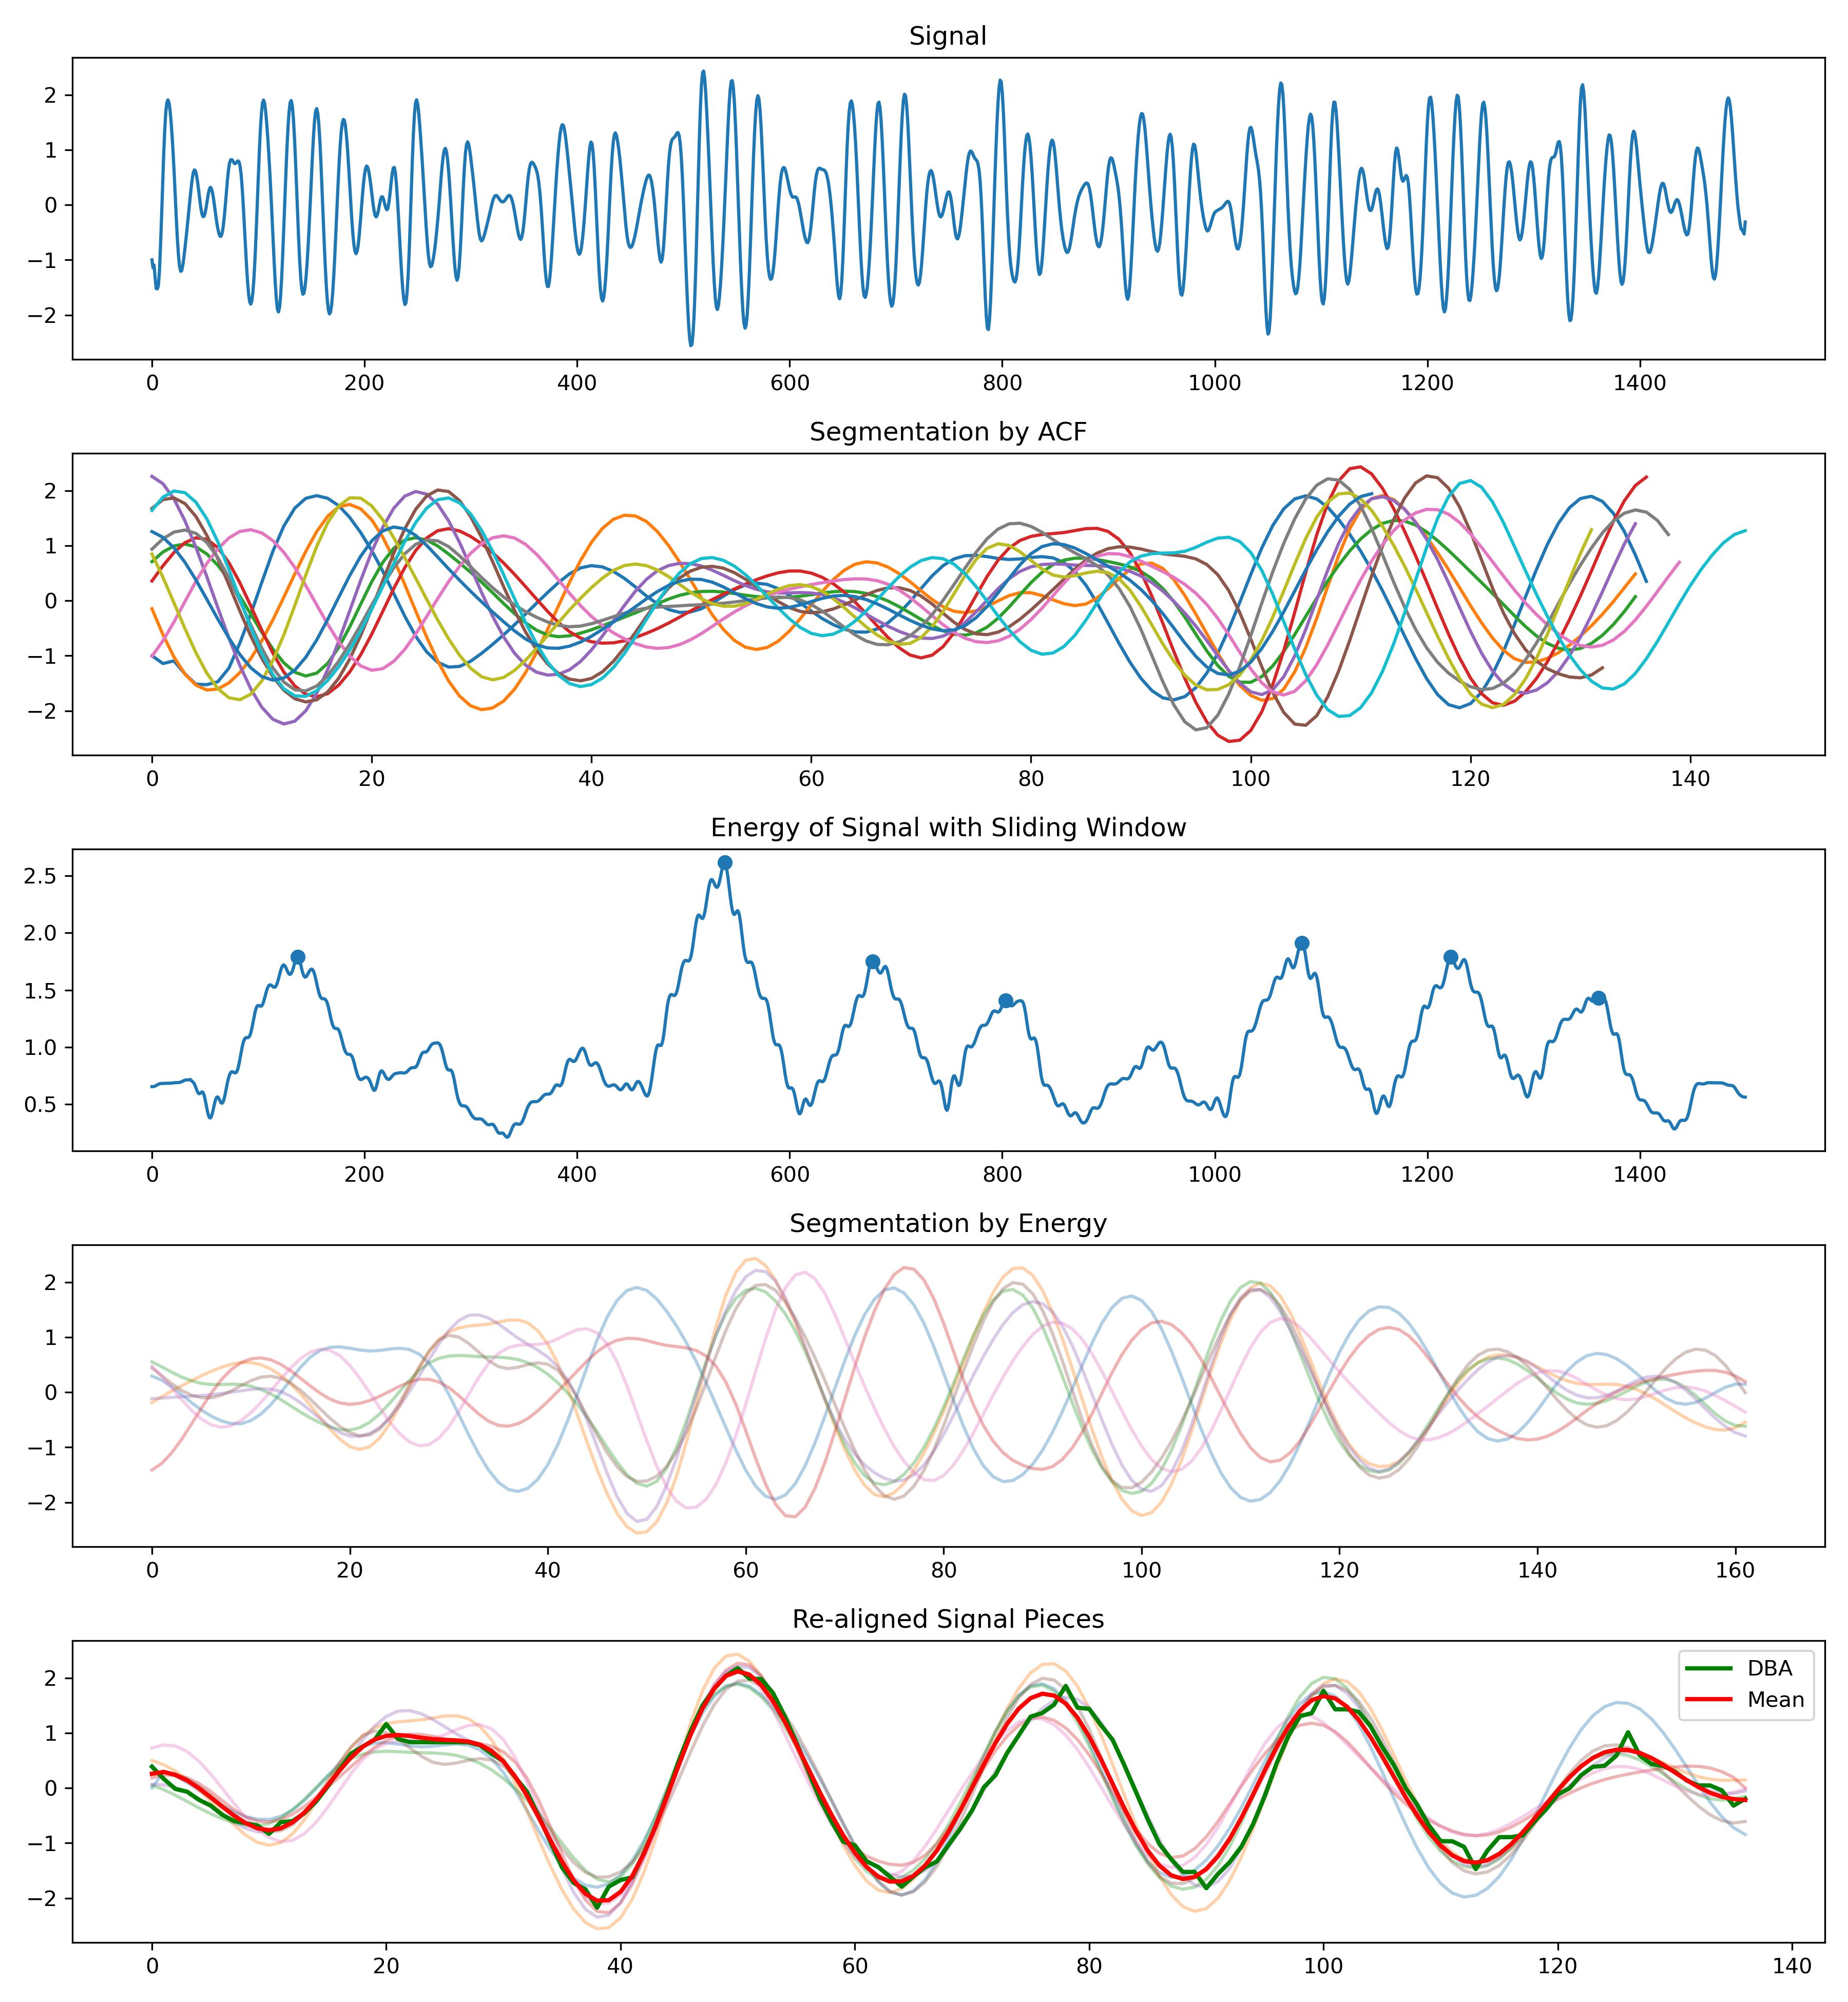 Signal
2
1
0
−1
−2
0 200 400 600 800 1000 1200 1400
Segmentation by ACF
2
1
0
−1
−2
0 20 40 60 80 100 120 140
Energy of Signal with Sliding Window
2.5
2.0
1.5
1.0
0.5
0 200 400 600 800 1000 1200 1400
Segmentation by Energy
2
1
0
−1
−2
0 20 40 60 80 100 120 140 160
Re-aligned Signal Pieces
DBA
Mean
2
1
0
−1
−2
0 20 40 60 80 100 120 140